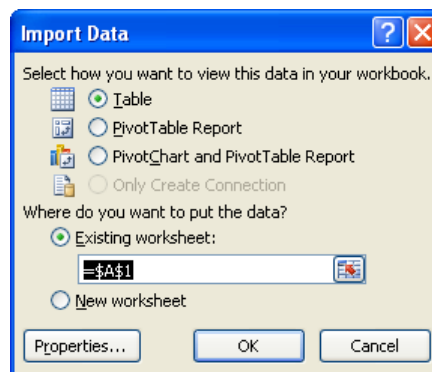 Import Data
Select how you want to view this data in your workbook.
Table
PivotTable Report
PivotChart and PivotTable Report
Only Create Connection
Where do you want to put the data?
Existing worksheet:
=$A$1
New worksheet
Properties... OK Cancel